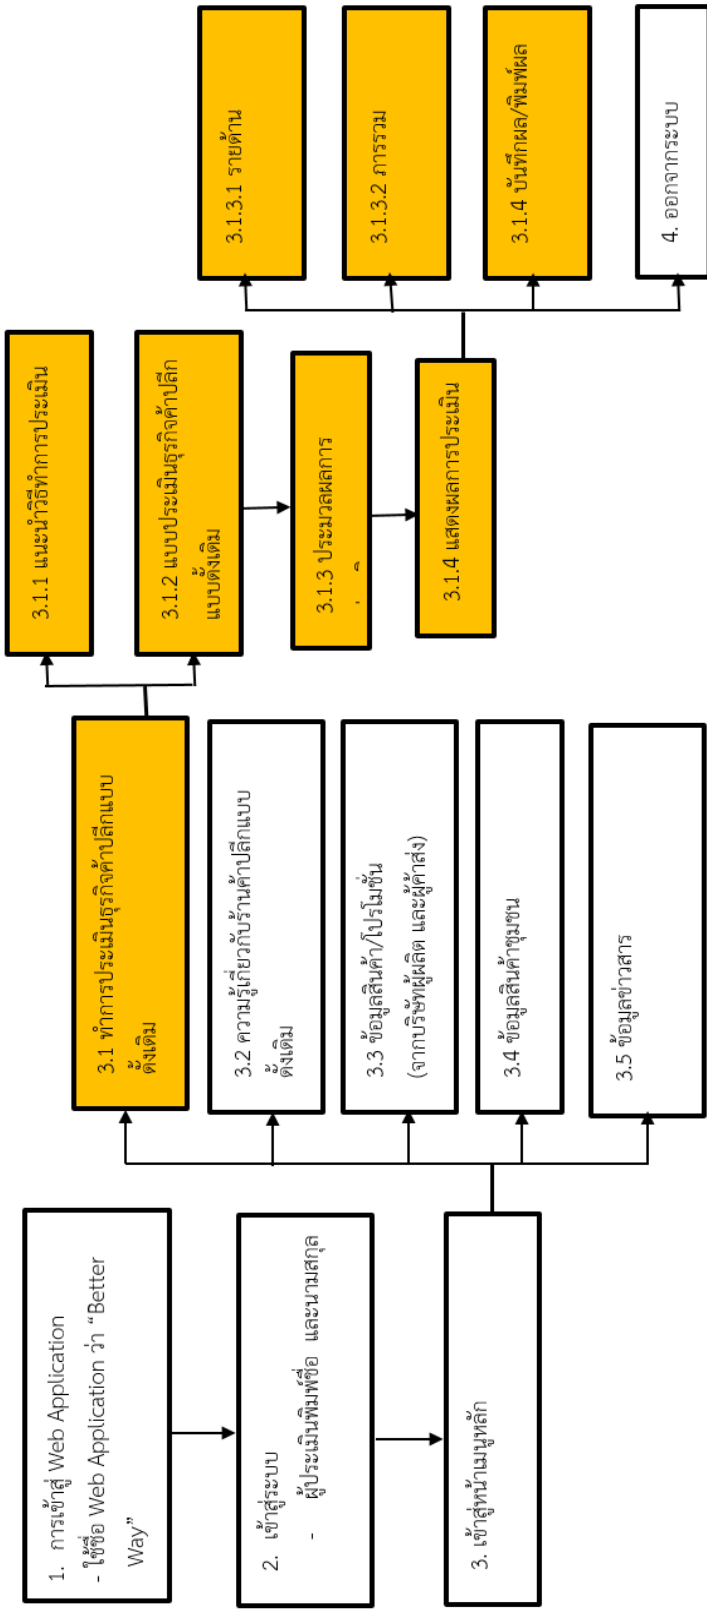 1. การเข้าสู่ Web Application
- ใช้ชื่อ Web Application ว่า “Better
Way”
2. เข้าสู่ระบบ
- ผู้ประเมินพิมพ์ชื่อ และนามสกุล
3. เข้าสู่หน้าเมนูหลัก
3.1 ทำการประเมินธุรกิจค้าปลีกแบบ
ดั้งเดิม
3.2 ความรู้เกี่ยวกับร้านค้าปลีกแบบ
ดั้งเดิม
3.3 ข้อมูลสินค้า/โปรโมชั่น
(จากบริษัทผู้ผลิต และผู้ค้าส่ง)
3.4 ข้อมูลสินค้าชุมชน
3.5 ข้อมูลข่าวสาร
3.1.1 แนะนำวิธีทำการประเมิน
3.1.2 แบบประเมินธุรกิจค้าปลีก
แบบดั้งเดิม
3.1.3 ประมวลผลการ
3.1.4 แสดงผลการประเมิน
3.1.3.1 รายด้าน
3.1.3.2 ภารรวม
3.1.4 บันทึกผล/พิมพ์ผล
4. ออกจากระบบ